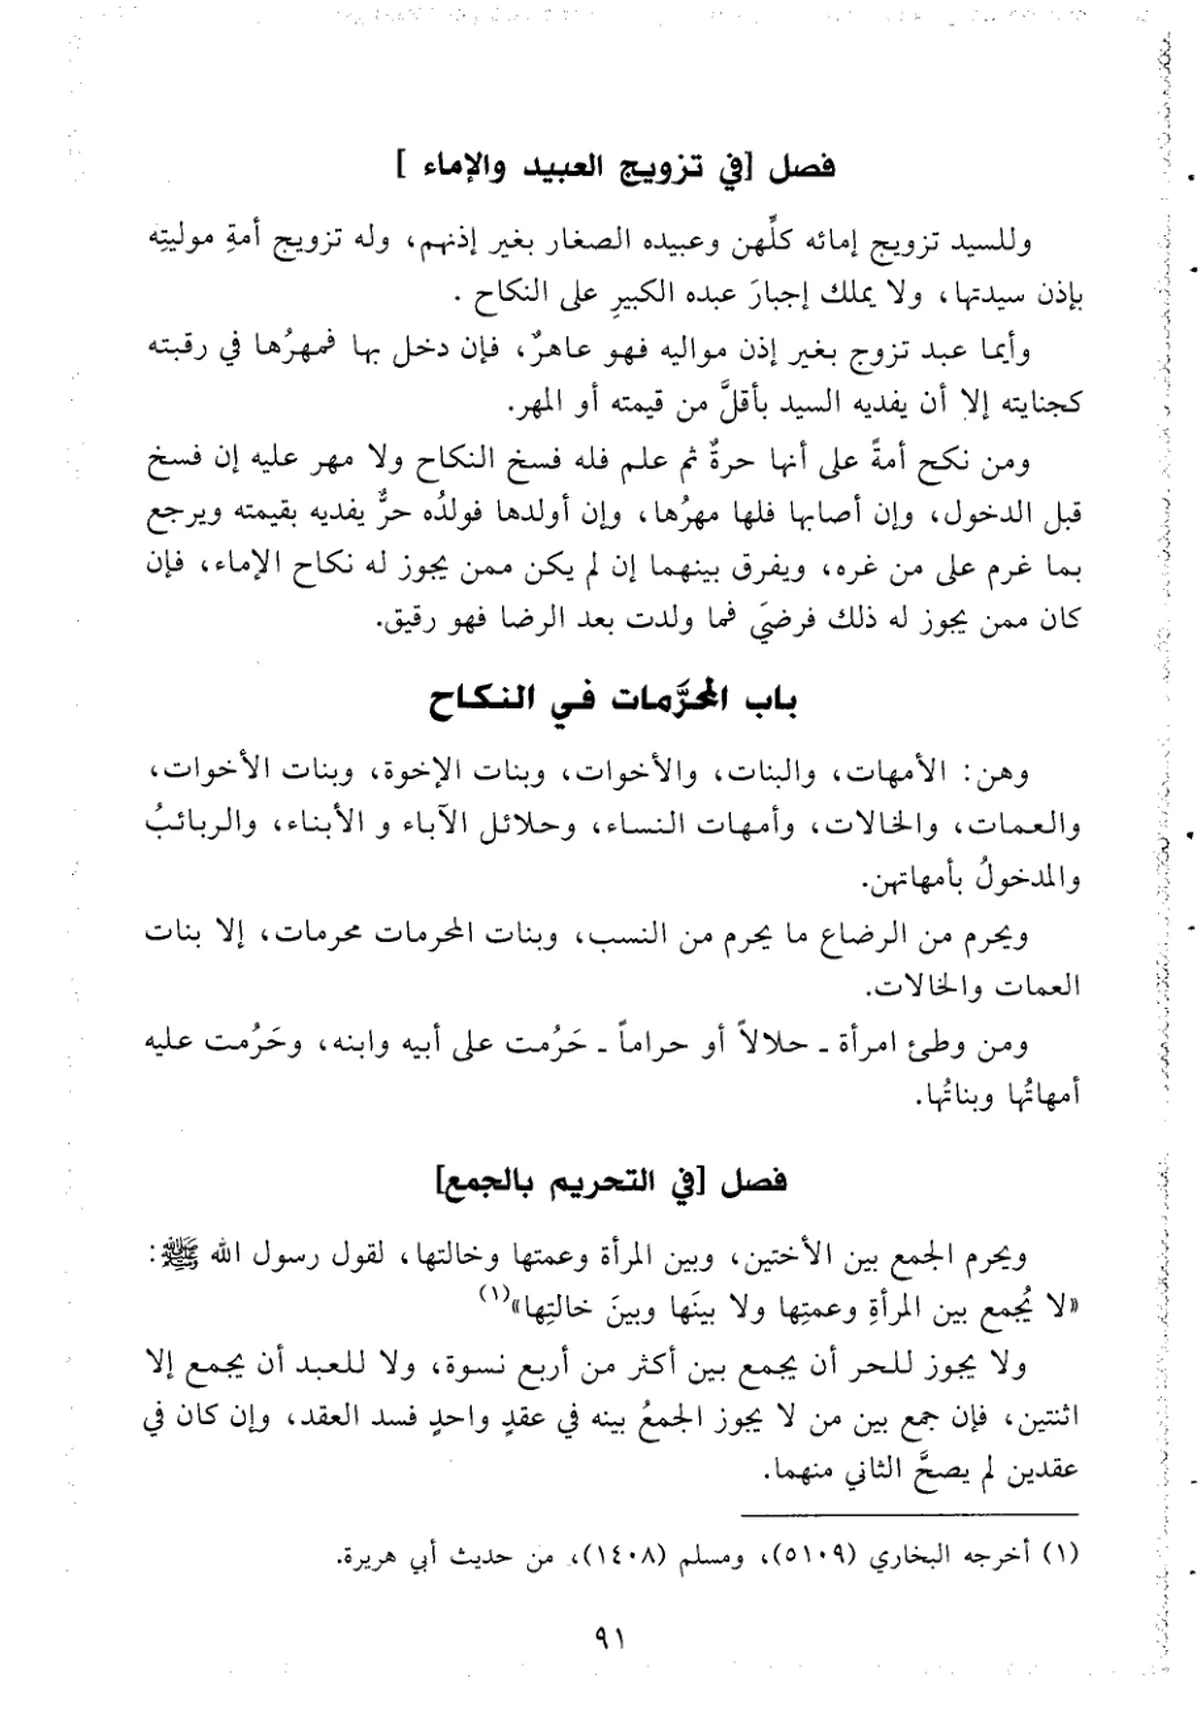 فصل [في تزويج العبيد والإماء ]
وللسيد تزويج إمائه كلِّهن وعبيده الصغار بغير إذنهم، وله تزويج أمةِ موليتِه
بإذن سيدتها، ولا يملك إجبارَ عبده الكبيرِ على النكاح .
وأيما عبد تزوج بغير إذن مواليه فهو عاهرٌ، فإن دخل بها فمهرُها في رقبته
كجنايته إلا أن يفديه السيد بأقلَّ من قيمته أو المهر.
ومن نكح أمةً على أنها حرةٌ ثم علم فله فسخ النكاح ولا مهر عليه إن فسخ
قبل الدخول، وإن أصابها فلها مهرُها، وإن أولدها فولدُه حرٌّ يفديه بقيمته ويرجع
بما غرم على من غره، ويفرق بينهما إن لم يكن ممن يجوز له نكاح الإماء، فإن
كان ممن يجوز له ذلك فرضيَ فما ولدت بعد الرضا فهو رقيق.
باب المحرَّمات في النكاح
وهن: الأمهات، والبنات، والأخوات، وبنات الإخوة، وبنات الأخوات،
والعمات، والخالات، وأمهات النساء، وحلائل الآباء و الأبناء، والربائبُ
والمدخولُ بأمهاتهن.
ويحرم من الرضاع ما يحرم من النسب، وبنات المحرمات محرمات، إلا بنات
العمات والخالات.
ومن وطئ امرأة ـ حلالاً أو حراماً ـ حَرُمت على أبيه وابنه، وحَرُمت عليه
أمهاتُها وبناتُها.
فصل [في التحريم بالجمع]
ويحرم الجمع بين الأختين، وبين المرأة وعمتها وخالتها، لقول رسول الله ﷺ:
«لا يُجمع بين المرأةِ وعمتِها ولا بينَها وبينَ خالتِها»(١)
ولا يجوز للحر أن يجمع بين أكثر من أربع نسوة، ولا للعبد أن يجمع إلا
اثنتين، فإن جمع بين من لا يجوز الجمعُ بينه في عقدٍ واحدٍ فسد العقد، وإن كان في
عقدين لم يصحَّ الثاني منهما.
(١) أخرجه البخاري (٥١٠٩)، ومسلم (١٤٠٨)، من حديث أبي هريرة.
٩١